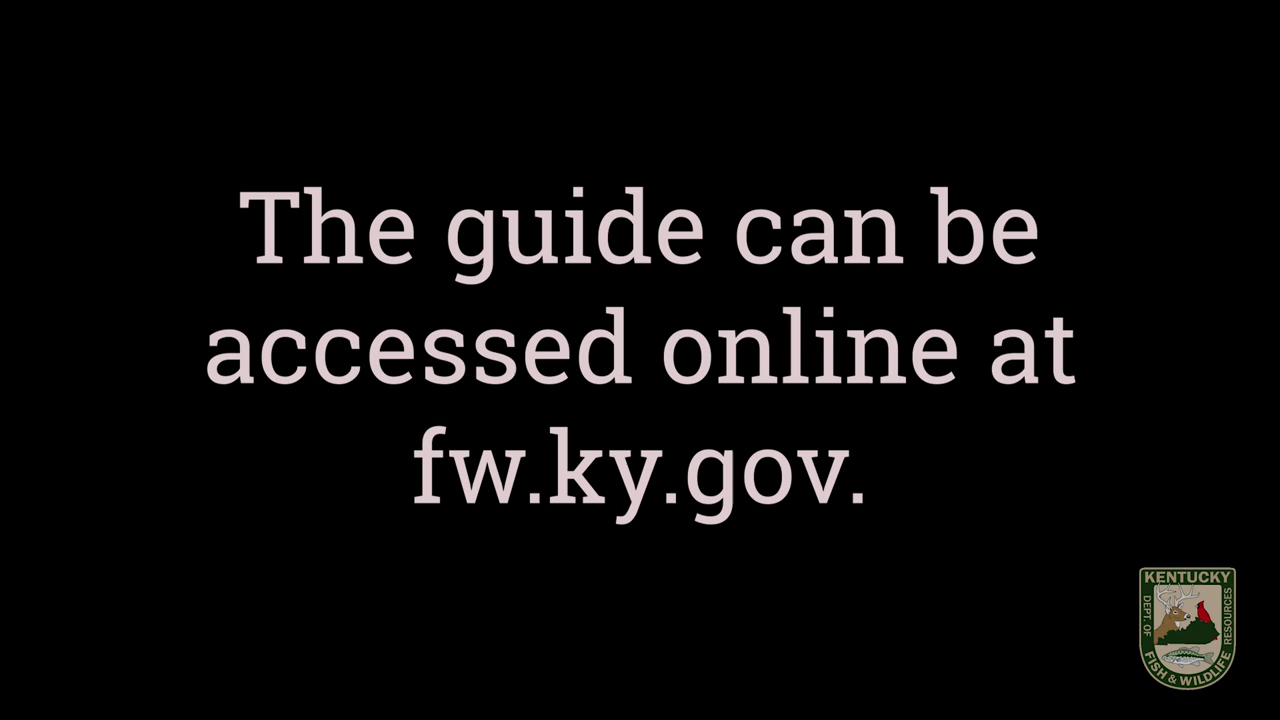 The guide can be
accessed online at
fw.ky.gov.
KENTUCKY
DEPT. OF
FISH & WILDLIFE
RESOURCES